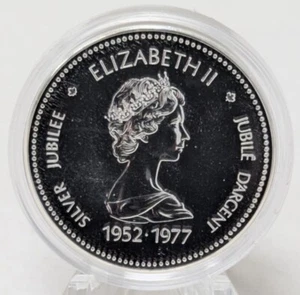 ELIZABETH II
SILVER JUBILEE
JUBILÉ D'ARGENT
1952·1977